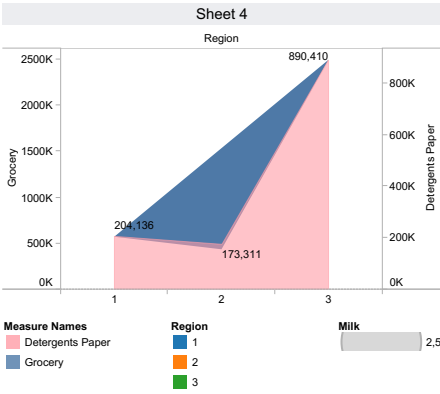 Sheet 4
Region
890,410
2500K
2000K
1500K
1000K
500K
0K
Grocery
204,136
173,311
800K
600K
400K
200K
0K
Detergents Paper
1 2 3
Measure Names
Detergents Paper
Grocery
Region
1
2
3
Milk
2,5